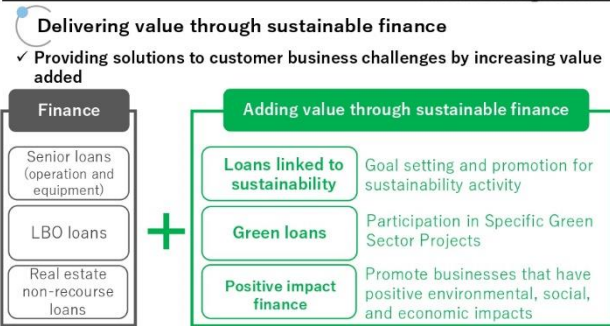 Delivering value through sustainable finance
✓ Providing solutions to customer business challenges by increasing value
added
Finance
Senior loans
(operation and
equipment)
LBO loans
Real estate
non-recourse
loans
+
Adding value through sustainable finance
Loans linked to
sustainability
Goal setting and promotion for
sustainability activity
Green loans
Participation in Specific Green
Sector Projects
Positive impact
finance
Promote businesses that have
positive environmental, social,
and economic impacts